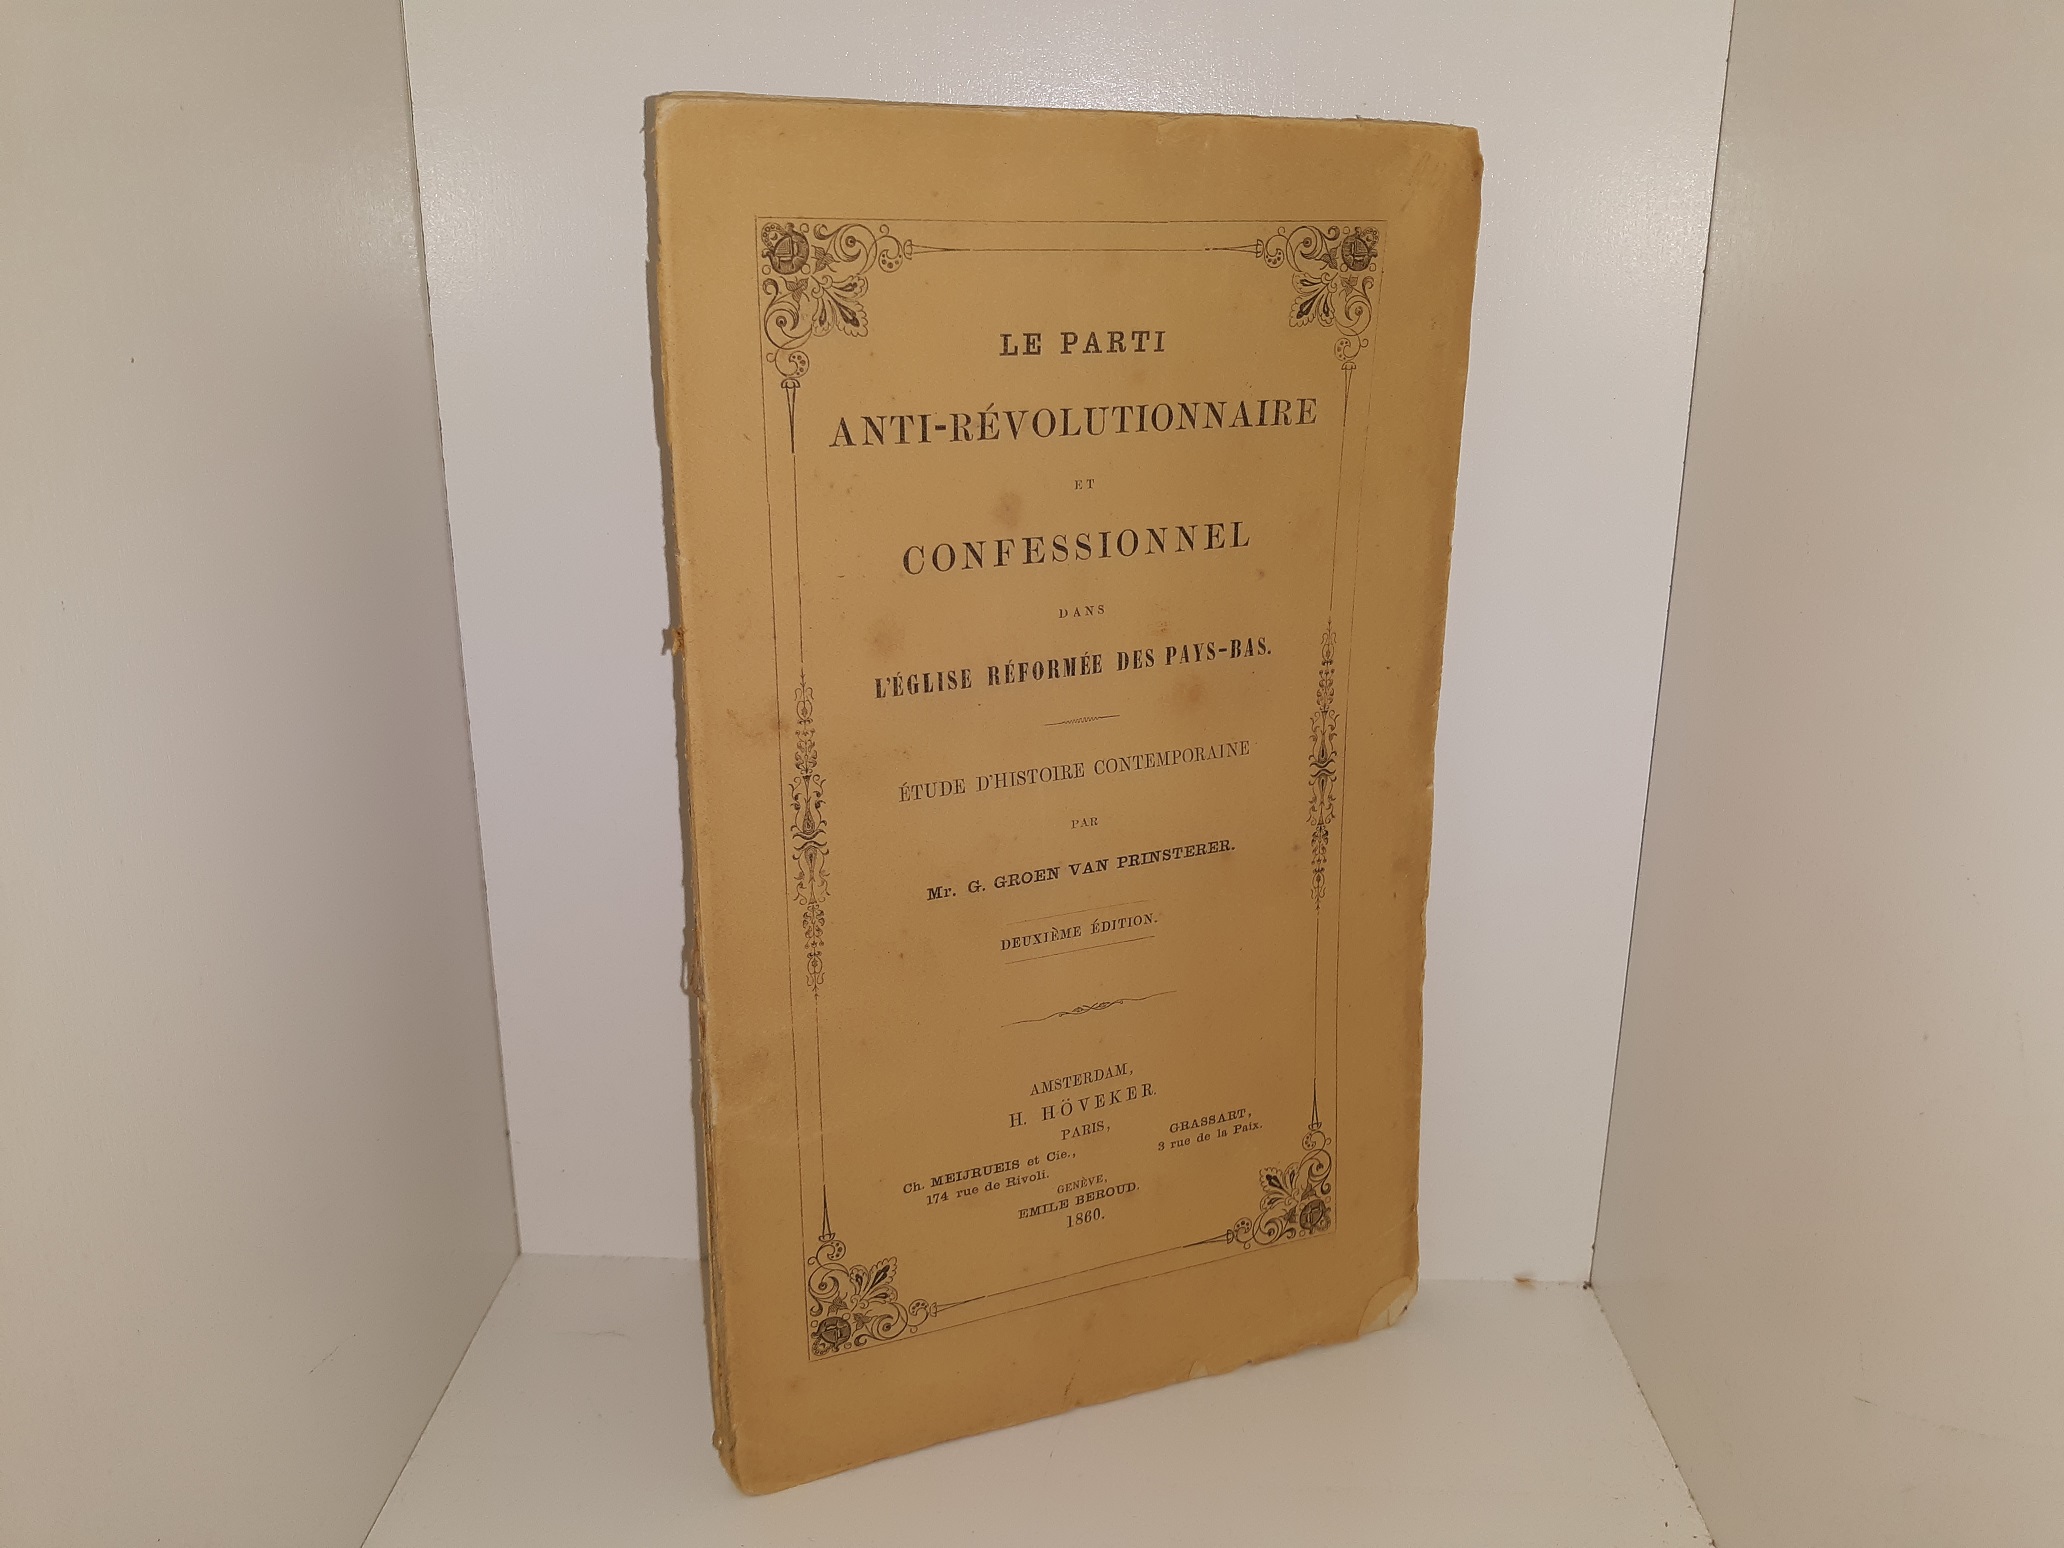 LE PARTI
ANTI-RÉVOLUTIONNAIRE
ET
CONFESSIONNEL
DANS
L'ÉGLISE RÉFORMÉE DES PAYS-BAS.
ÉTUDE D'HISTOIRE CONTEMPORAINE
PAR
Mr. G. GROEN VAN PRINSTERER.
DEUXIÈME ÉDITION.
AMSTERDAM,
H. HÖVEKER.
PARIS,
Ch. MEIJRUEIS et Cie.,
174 rue de Rivoli.
GRASSART,
3 rue de la Paix.
GENÈVE,
EMILE BEROUD.
1860.